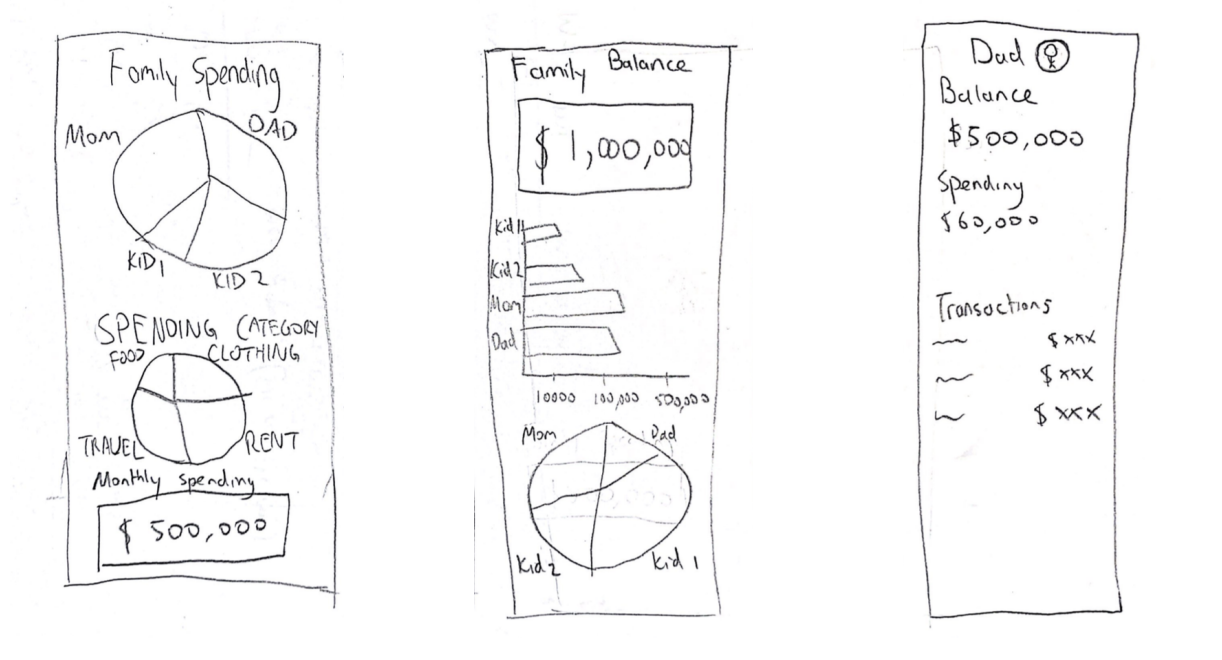 Family Spending
Mom
DAD
KID 1
KID 2
SPENDING CATEGORY
FOOD
CLOTHING
TRAVEL
RENT
Monthly spending
$ 500,000
Family Balance
$ 1,000,000
Kid 1
Kid 2
Mom
Dad
10000 100,000 500,000
Mom
Dad
Kid 2
Kid 1
Dad
Balance
$500,000
Spending
$60,000
Transactions
$ xxx
$ xxx
$ xxx